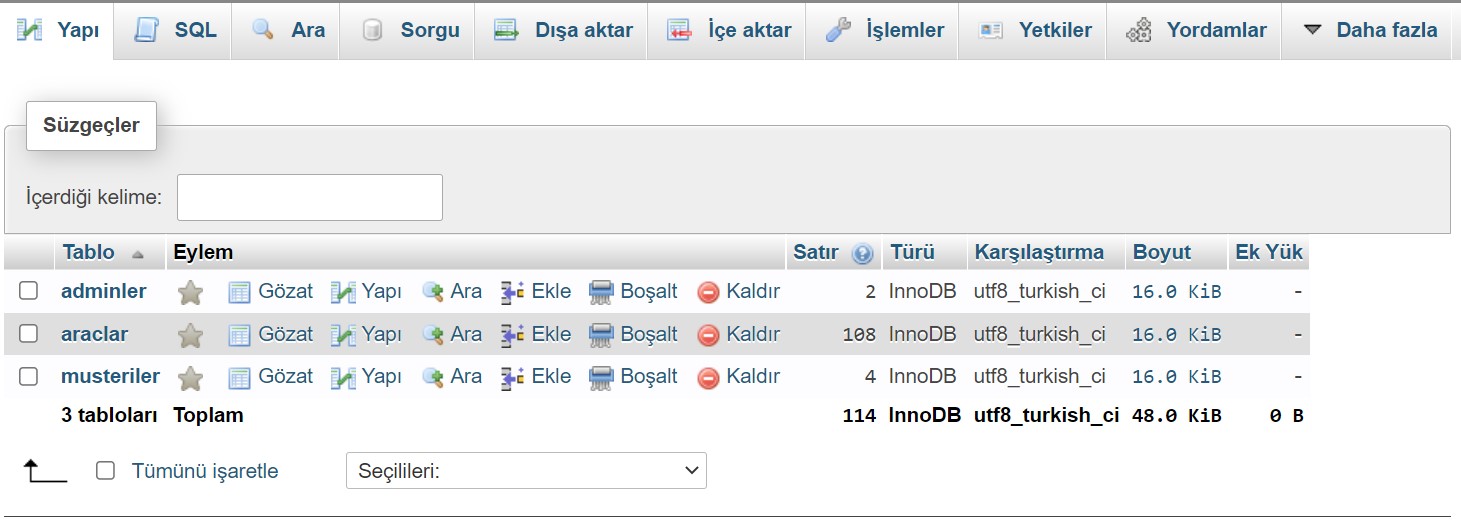 Yapı SQL Ara Sorgu Dışa aktar İçe aktar İşlemler Yetkiler Yordamlar Daha fazla
Süzgeçler
İçerdiği kelime:
Tablo Eylem Satır Türü Karşılaştırma Boyut Ek Yük
adminler Gözat Yapı Ara Ekle Boşalt Kaldır 2 InnoDB utf8_turkish_ci 16.0 KiB -
araclar Gözat Yapı Ara Ekle Boşalt Kaldır 108 InnoDB utf8_turkish_ci 16.0 KiB -
musteriler Gözat Yapı Ara Ekle Boşalt Kaldır 4 InnoDB utf8_turkish_ci 16.0 KiB -
3 tabloları Toplam 114 InnoDB utf8_turkish_ci 48.0 KiB 0 B
Tümünü işaretle Seçilileri: